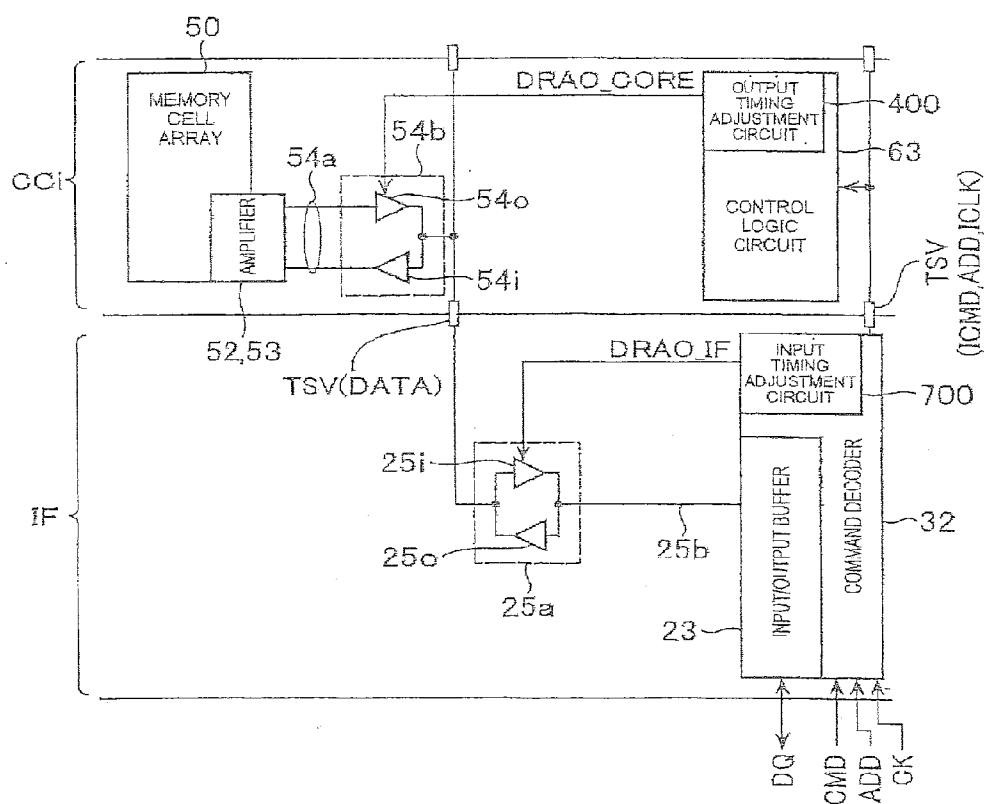 50
MEMORY
CELL
ARRAY
DRAO_CORE
OUTPUT
TIMING
ADJUSTMENT
CIRCUIT
400
63
54b
54a
54o
CCi
AMPLIFIER
CONTROL
LOGIC
CIRCUIT
54i
TSV
(ICMD,ADD,ICLK)
52,53
TSV(DATA)
DRAO_IF
INPUT
TIMING
ADJUSTMENT
CIRCUIT
700
25i
IF
25o
25b
25a
INPUT/OUTPUT BUFFER
COMMAND DECODER
32
23
DQ
CMD
ADD
CK